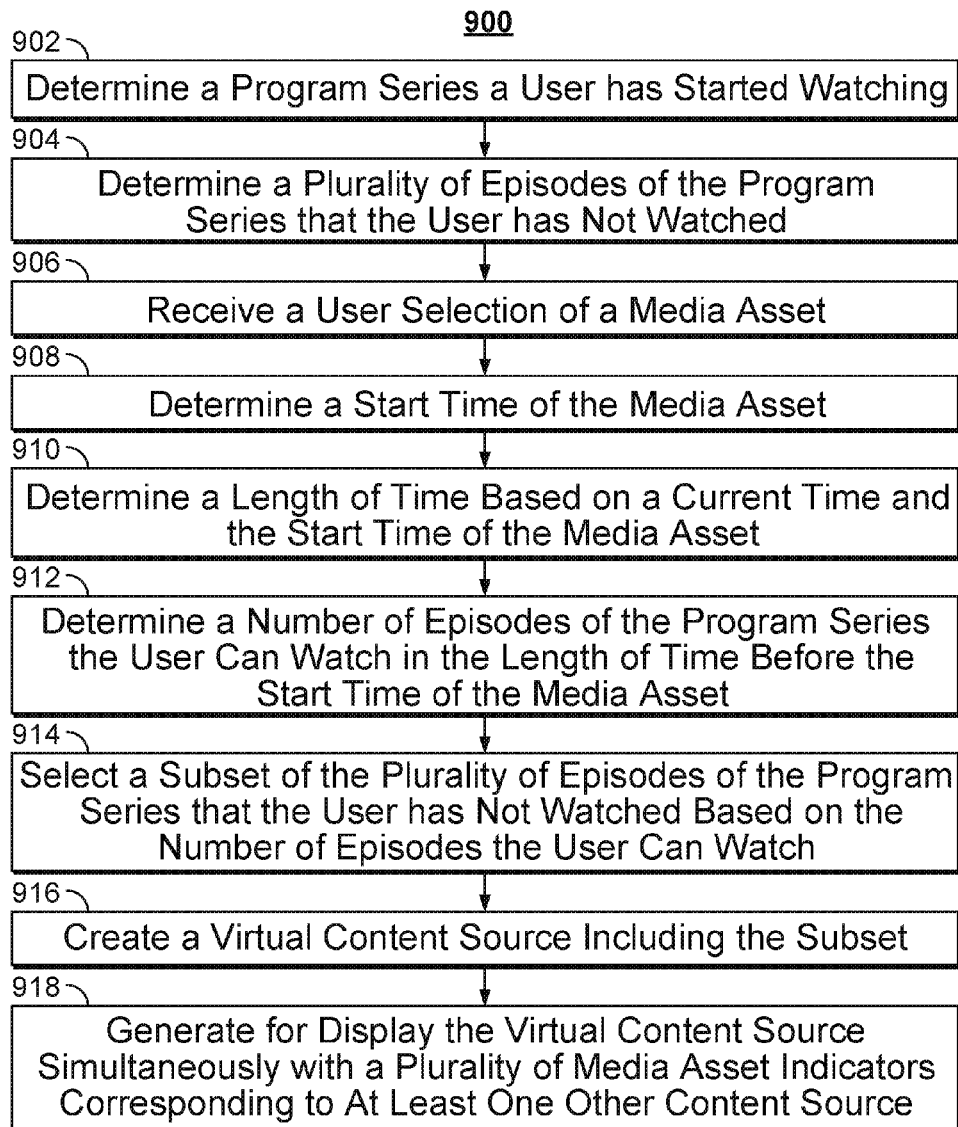 900
902
Determine a Program Series a User has Started Watching
904
Determine a Plurality of Episodes of the Program
Series that the User has Not Watched
906
Receive a User Selection of a Media Asset
908
Determine a Start Time of the Media Asset
910
Determine a Length of Time Based on a Current Time and
the Start Time of the Media Asset
912
Determine a Number of Episodes of the Program Series
the User Can Watch in the Length of Time Before the
Start Time of the Media Asset
914
Select a Subset of the Plurality of Episodes of the Program
Series that the User has Not Watched Based on the
Number of Episodes the User Can Watch
916
Create a Virtual Content Source Including the Subset
918
Generate for Display the Virtual Content Source
Simultaneously with a Plurality of Media Asset Indicators
Corresponding to At Least One Other Content Source